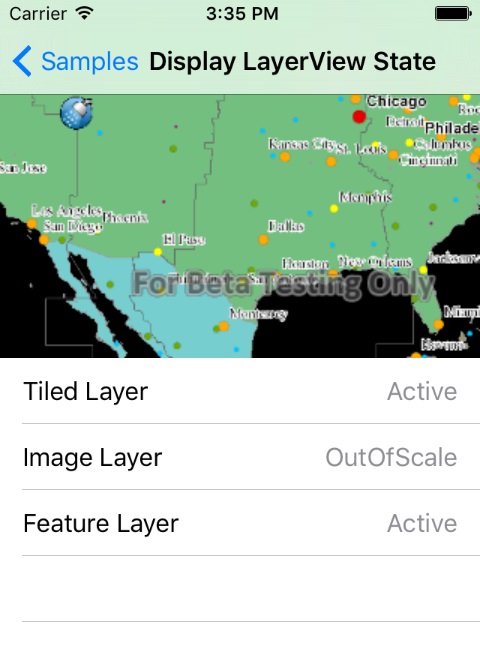 Carrier 3:35 PM
Samples Display LayerView State
Chicago
Detroit Philade
Kansas City St. Louis Columbus
Cincinnati
San Jose
Memphis
Los Angeles Phoenix
San Diego
Dallas
El Paso
Houston New Orleans Jacksonv
For Beta Testing Only
Monterrey Miami
Havana
Tiled Layer Active
Image Layer OutOfScale
Feature Layer Active